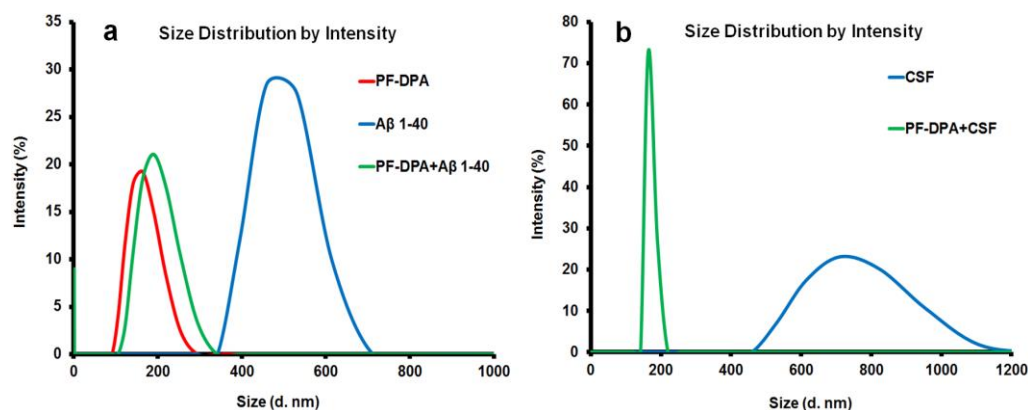 a
Size Distribution by Intensity
PF-DPA
Aβ 1-40
PF-DPA+Aβ 1-40
Intensity (%)
35
30
25
20
15
10
5
0
0 200 400 600 800 1000
Size (d. nm)
b
Size Distribution by Intensity
CSF
PF-DPA+CSF
Intensity (%)
80
70
60
50
40
30
20
10
0
0 200 400 600 800 1000 1200
Size (d. nm)